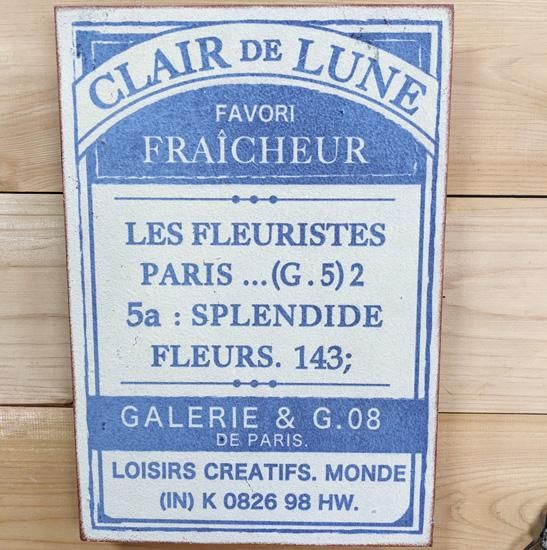 CLAIR DE LUNE
FAVORI
FRAÎCHEUR
LES FLEURISTES
PARIS ...(G.5)2
5a : SPLENDIDE
FLEURS. 143;
GALERIE & G.08
DE PARIS.
LOISIRS CREATIFS. MONDE
(IN) K 0826 98 HW.